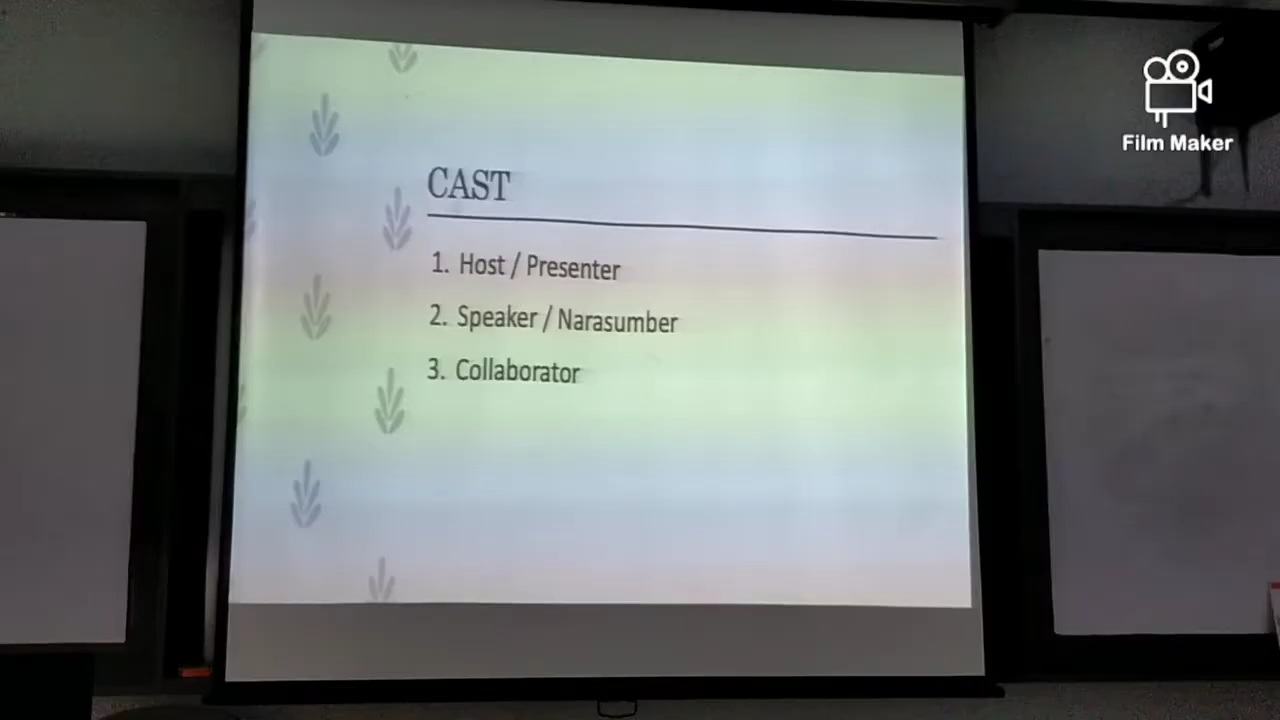 CAST
1. Host / Presenter
2. Speaker / Narasumber
3. Collaborator
Film Maker